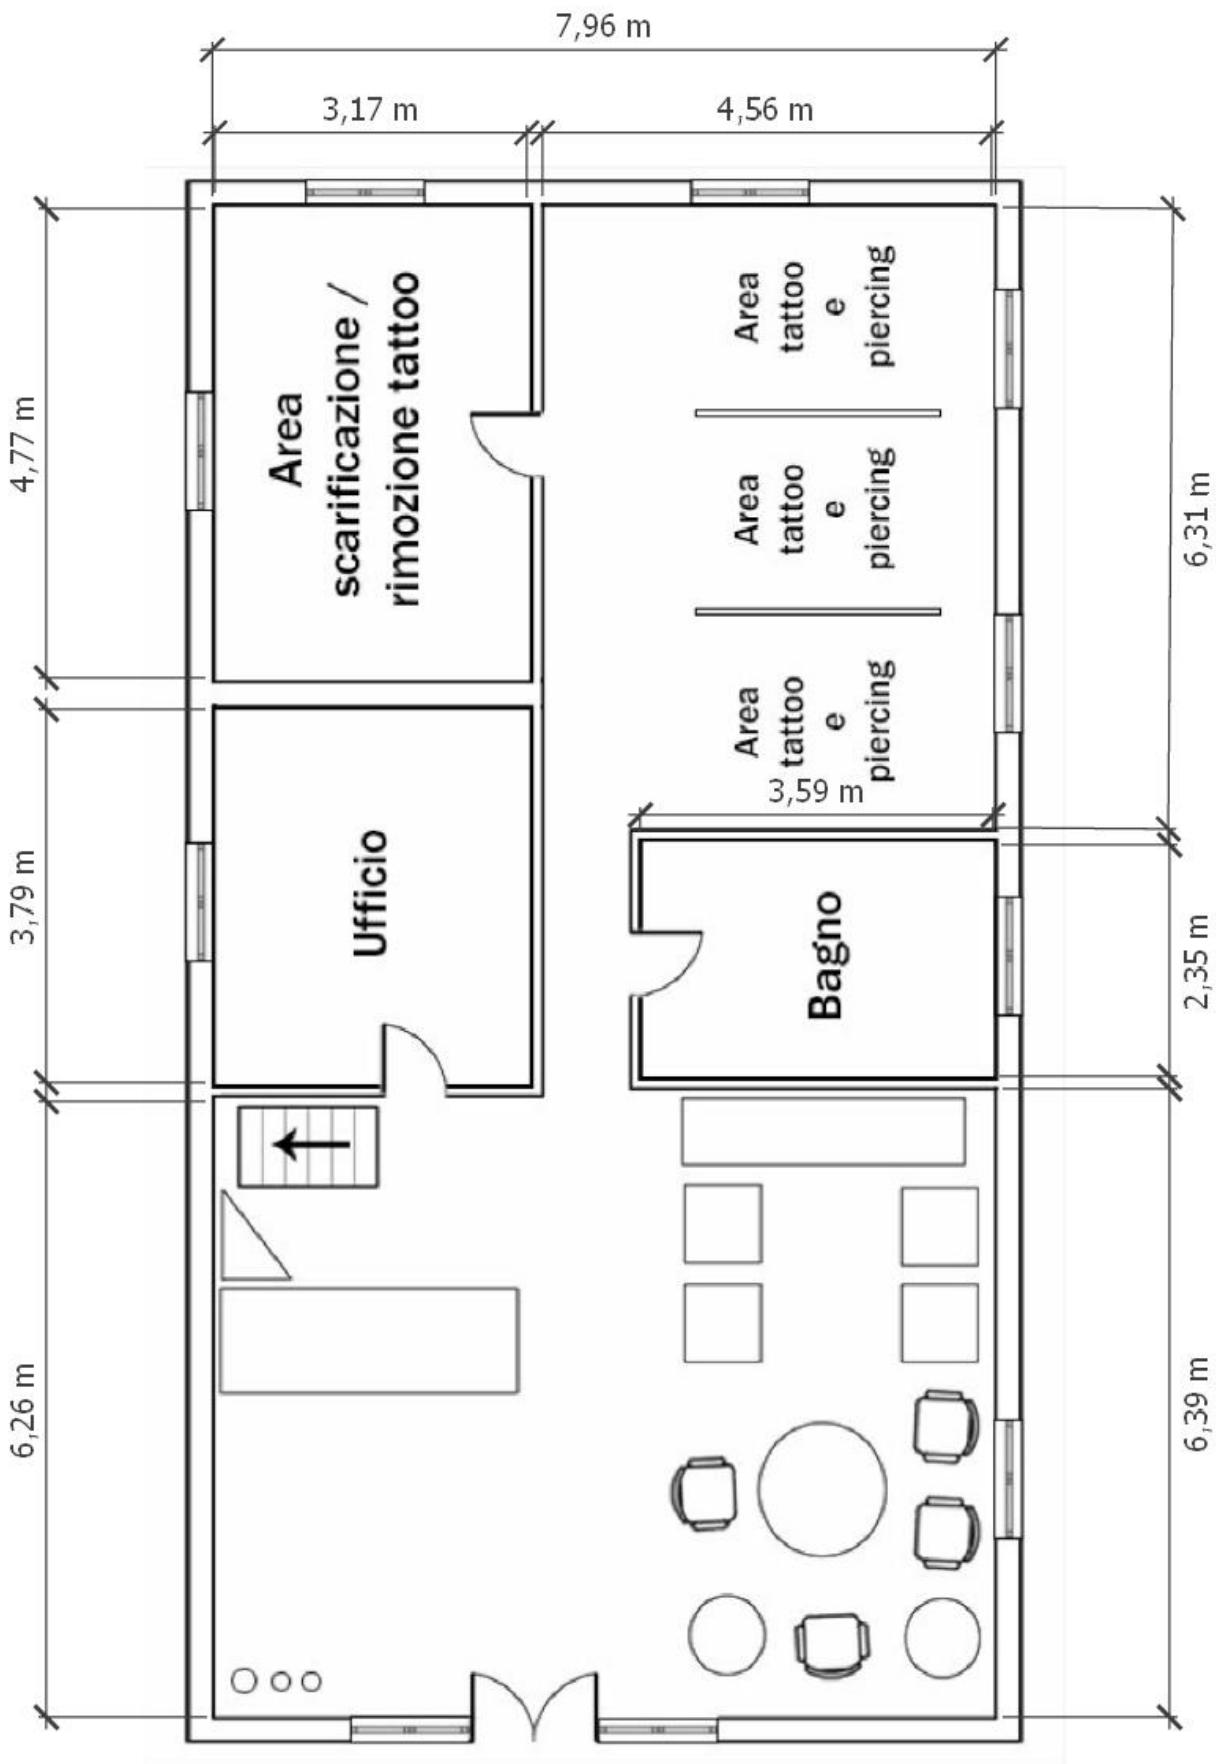 7,96 m
3,17 m
4,56 m
Area
scarificazione /
rimozione tattoo
Area
tattoo
e
piercing
4,77 m
Area
tattoo
e
piercing
6,31 m
Area
tattoo
e
piercing
3,59 m
Ufficio
3,79 m
Bagno
2,35 m
6,26 m
6,39 m